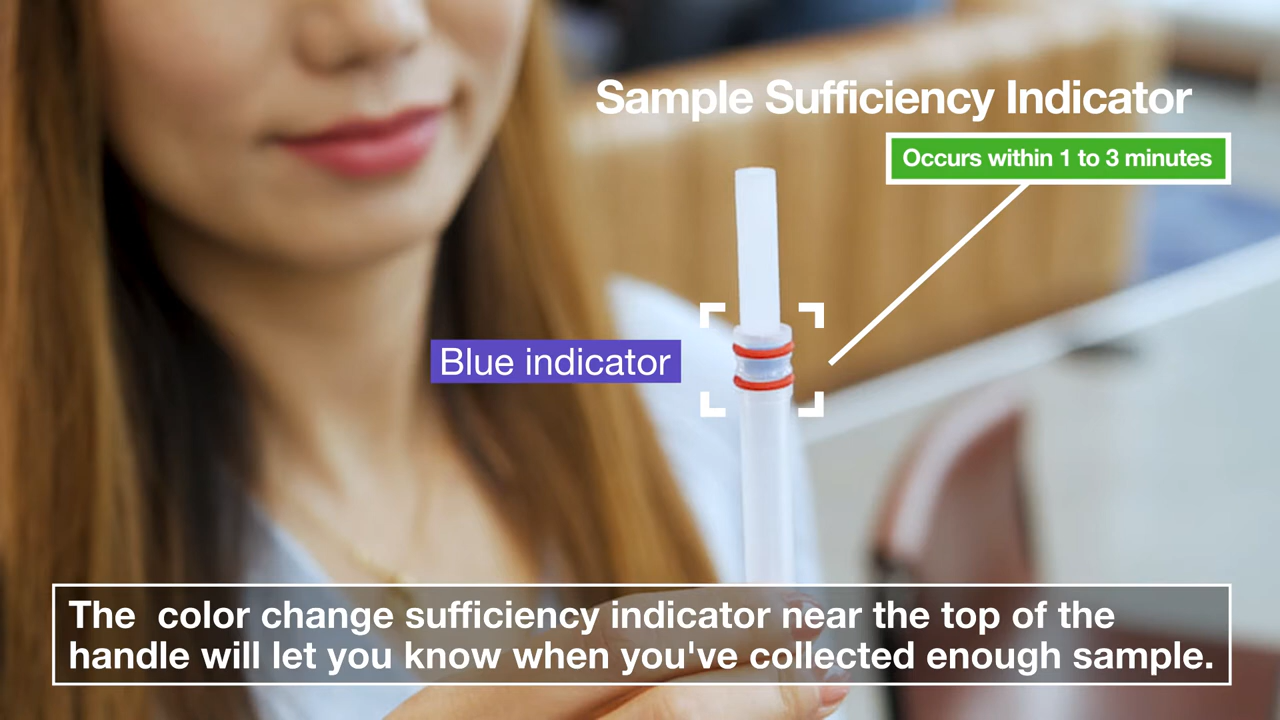 Sample Sufficiency Indicator
Occurs within 1 to 3 minutes
Blue indicator
The  color change sufficiency indicator near the top of the
handle will let you know when you've collected enough sample.